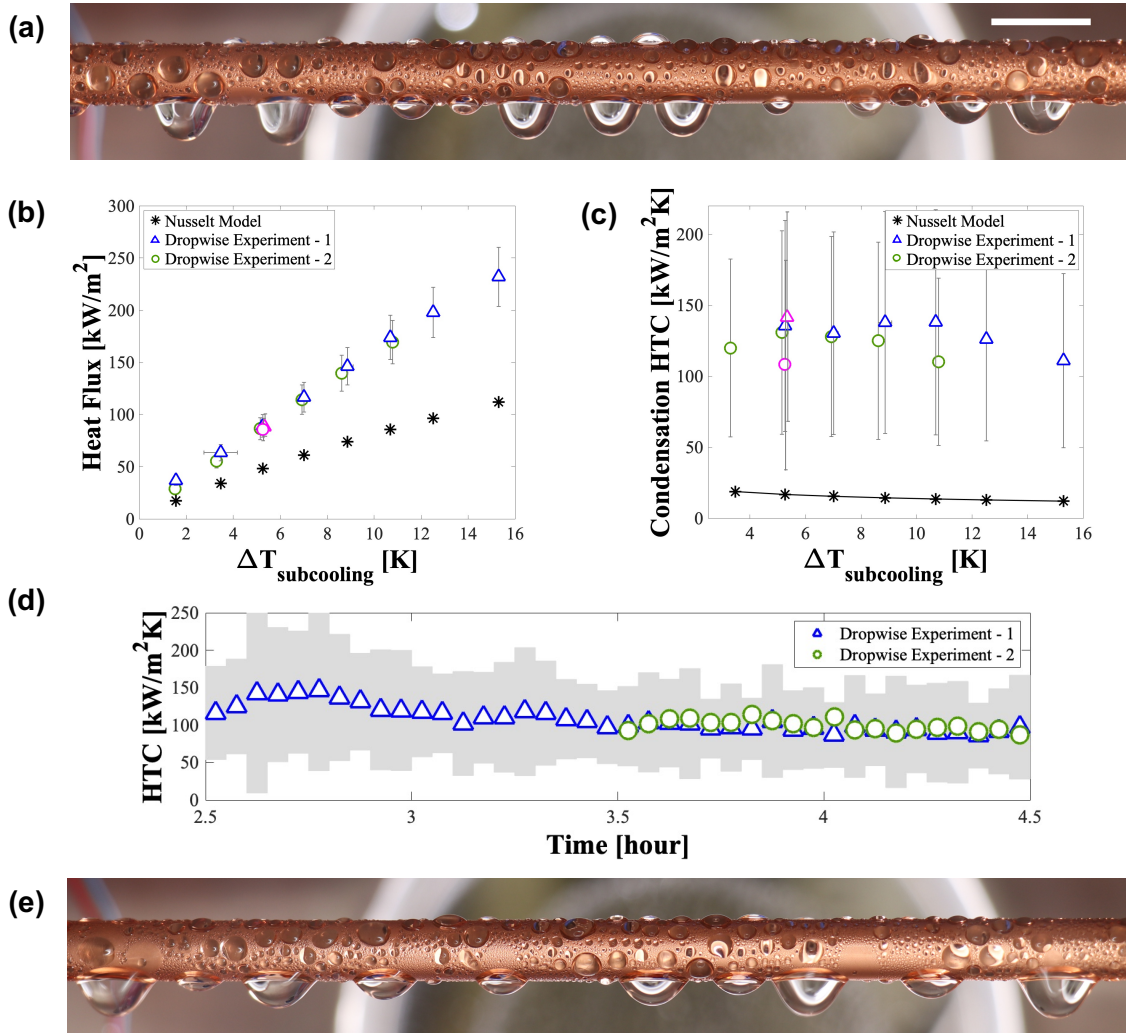 (a)
(b)
Heat Flux [kW/m²]
300
250
200
150
100
50
0
Nusselt Model
Dropwise Experiment - 1
Dropwise Experiment - 2
0 2 4 6 8 10 12 14 16
ΔT_subcooling [K]
(c)
Condensation HTC [kW/m²K]
200
150
100
50
0
Nusselt Model
Dropwise Experiment - 1
Dropwise Experiment - 2
4 6 8 10 12 14 16
ΔT_subcooling [K]
(d)
HTC [kW/m²K]
250
200
150
100
50
0
Dropwise Experiment - 1
Dropwise Experiment - 2
2.5 3 3.5 4 4.5
Time [hour]
(e)